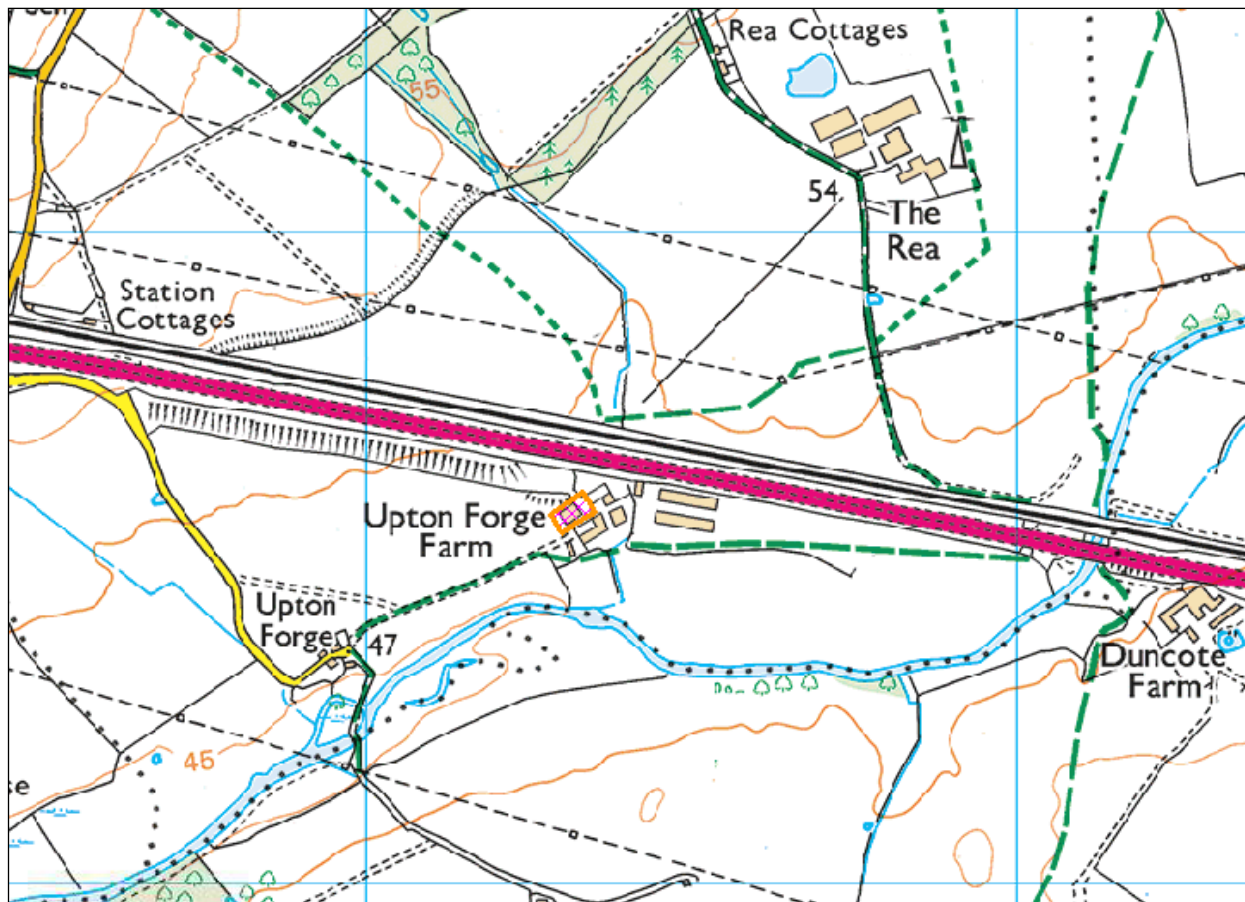 Rea Cottages
55
54
The
Rea
Station
Cottages
Upton Forge
Farm
Upton
Forge
47
Duncote
Farm
45